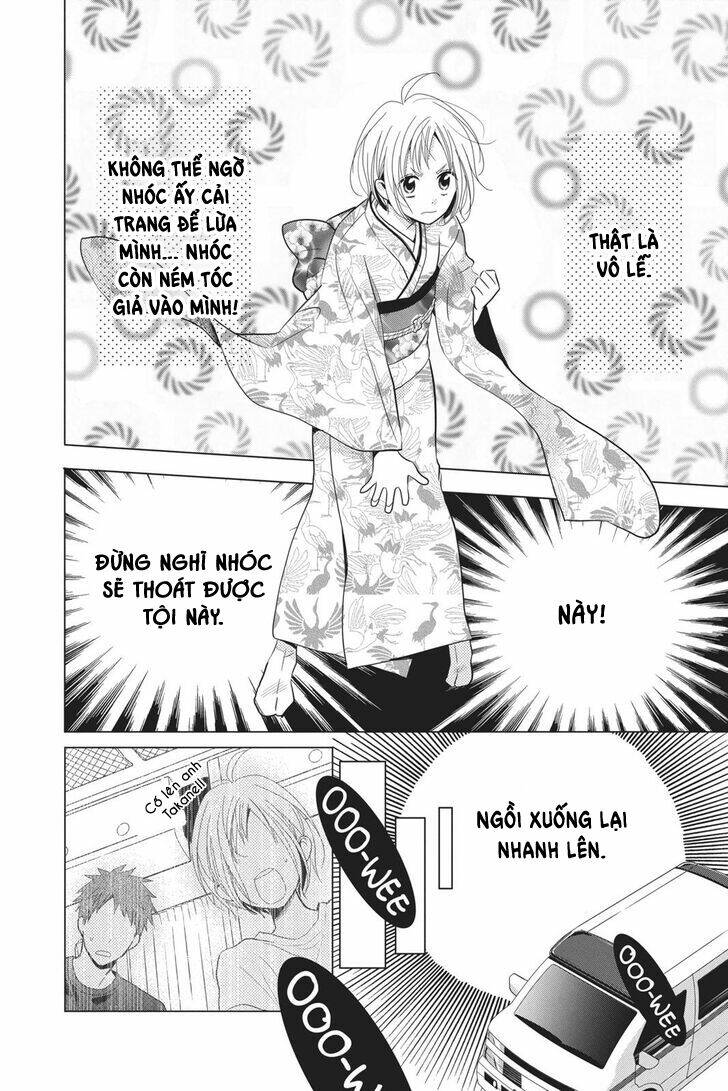 THẬT LÀ
VÔ LỄ.
KHÔNG THỂ NGỜ
NHÓC ẤY CẢI
TRANG ĐỂ LỪA
MÌNH... NHÓC
CÒN NÉM TÓC
GIẢ VÀO MÌNH!
NÀY!
ĐỪNG NGHĨ NHÓC
SẼ THOÁT ĐƯỢC
TỘI NÀY.
NGỒI XUỐNG LẠI
NHANH LÊN.
OOO-WEE
OOO-WEE
OOO-WEE
Cố lên anh
Takane!!